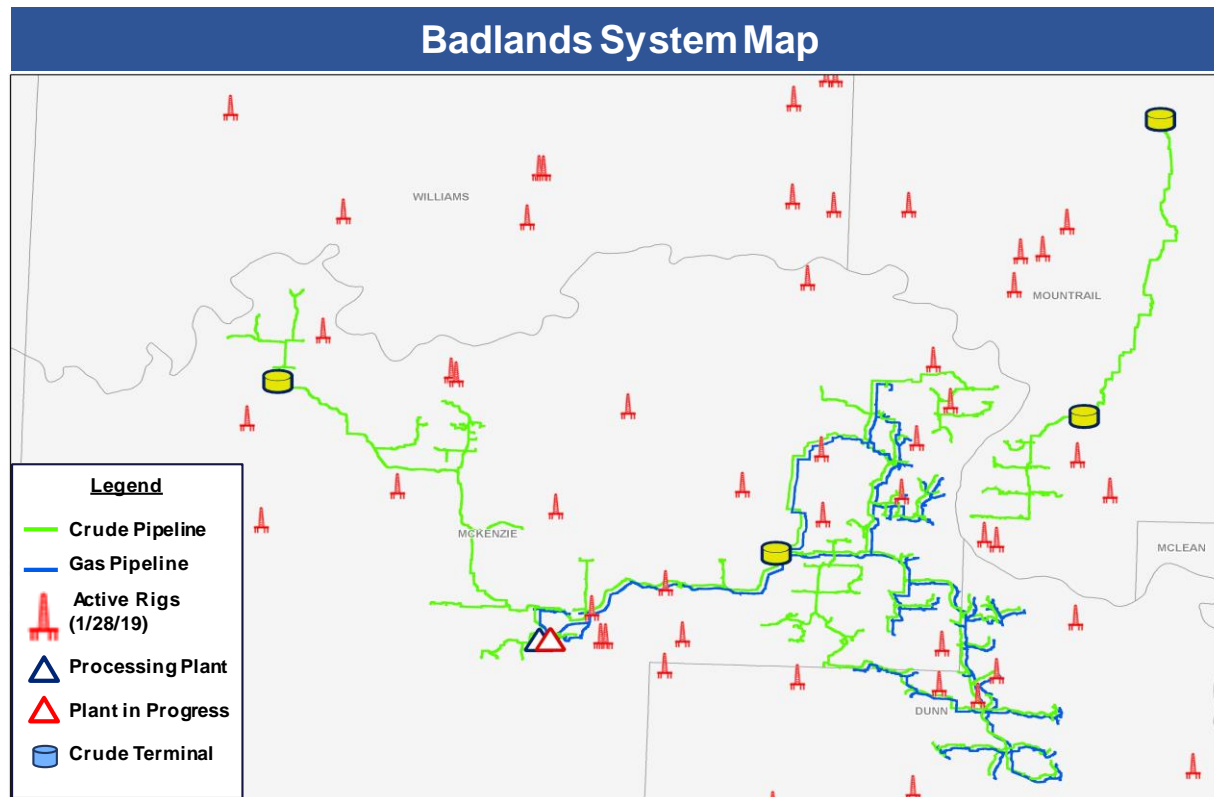 Badlands System Map
WILLIAMS
MOUNTRAIL
MCKENZIE
MCLEAN
DUNN
Legend
Crude Pipeline
Gas Pipeline
Active Rigs
(1/28/19)
Processing Plant
Plant in Progress
Crude Terminal